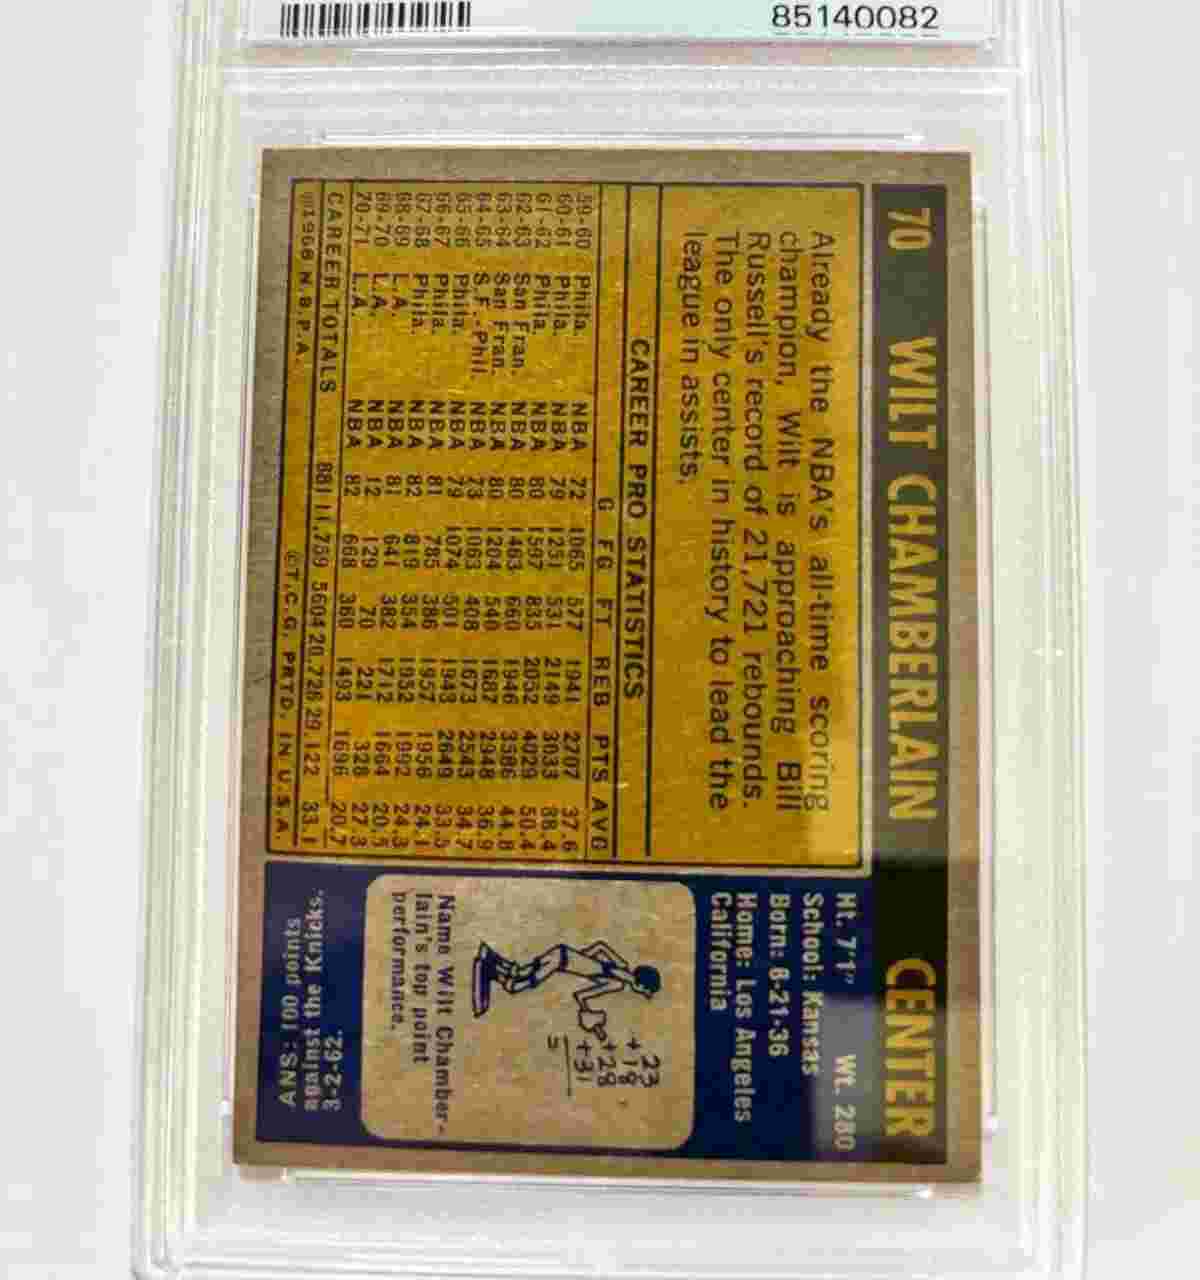 85140082
70 WILT CHAMBERLAIN CENTER
Already the NBA's all-time scoring
champion, Wilt is approaching Bill
Russell's record of 21,721 rebounds.
The only center in history to lead the
league in assists.
CAREER PRO STATISTICS
G FG FT REB PTS AVG
59-60 Phila. NBA 72 1065 577 1941 2707 37.6
60-61 Phila. NBA 79 1251 531 2149 3033 38.4
61-62 Phila. NBA 80 1597 835 2052 4029 50.4
62-63 San Fran. NBA 80 1463 660 1946 3586 44.8
63-64 San Fran. NBA 80 1204 540 1687 2948 36.9
64-65 S.F.-Phil. NBA 73 1063 408 1673 2543 34.7
65-66 Phila. NBA 79 1074 501 1943 2649 33.5
66-67 Phila. NBA 81 785 386 1957 1956 24.1
67-68 Phila. NBA 82 819 354 1952 1992 24.3
68-69 L.A. NBA 81 641 382 1712 1664 20.5
69-70 L.A. NBA 12 129 70 221 328 27.3
70-71 L.A. NBA 82 668 360 1493 1696 20.7
CAREER TOTALS 881 11,759 5604 20,728 29,122 33.1
©1966 N.B.P.A. ©T.C.G. PRTD. IN U.S.A.
Ht. 7'1" Wt. 280
School: Kansas
Born: 8-21-36
Home: Los Angeles
California
23
+18
+28
+31
5
Name Wilt Chamber-
lain's top point
performance.
ANS: 100 points
against the Knicks.
3-2-62.